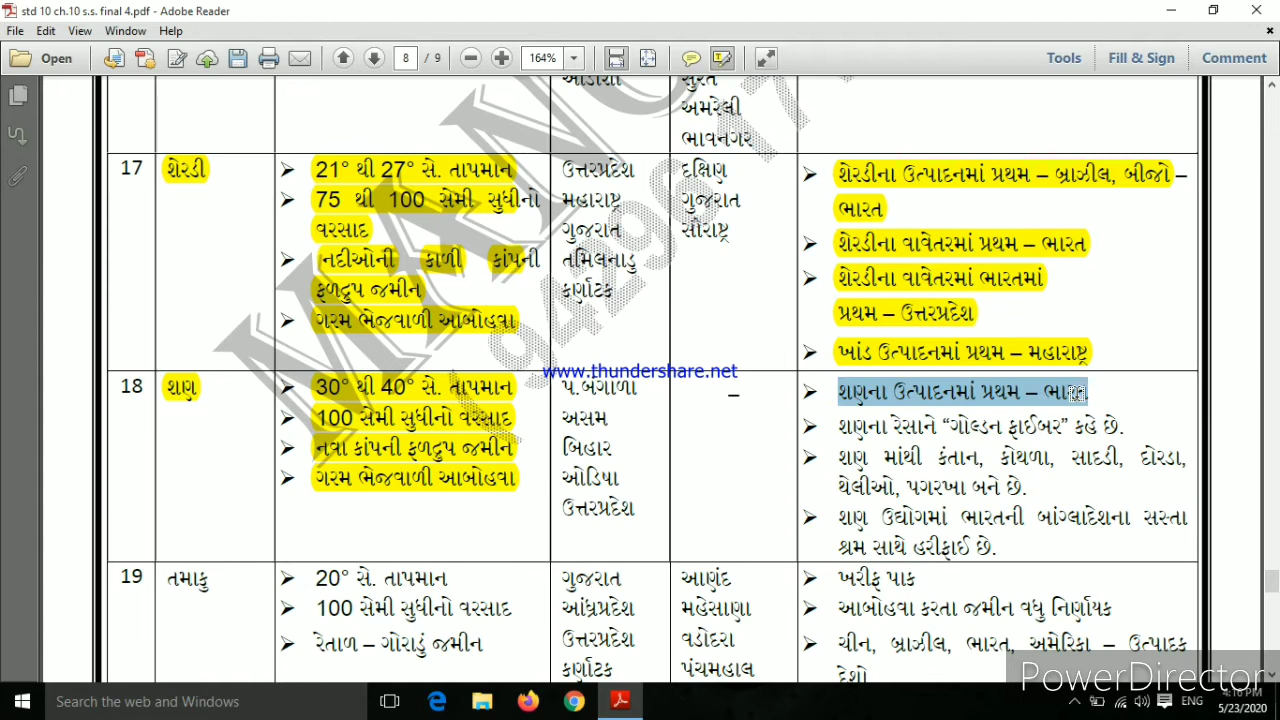 std 10 ch.10 s.s. final 4.pdf - Adobe Reader
File Edit View Window Help
Open 8 / 9 164% Tools Fill & Sign Comment
સુરત
અમરેલી
ભાવનગર
17 શેરડી
21° થી 27° સે. તાપમાન
75 થી 100 સેમી સુધીનો
વરસાદ
નદીઓની કાળી કાંપની
ફળદ્રુપ જમીન
ગરમ ભેજવાળી આબોહવા
ઉત્તરપ્રદેશ
મહારાષ્ટ્ર
ગુજરાત
તમિલનાડુ
કર્ણાટક
દક્ષિણ
ગુજરાત
સૌરાષ્ટ્ર
શેરડીના ઉત્પાદનમાં પ્રથમ – બ્રાઝીલ, બીજો –
ભારત
શેરડીના વાવેતરમાં પ્રથમ – ભારત
શેરડીના વાવેતરમાં ભારતમાં
પ્રથમ – ઉત્તરપ્રદેશ
ખાંડ ઉત્પાદનમાં પ્રથમ – મહારાષ્ટ્ર
www.thundershare.net
18 શણ
30° થી 40° સે. તાપમાન
100 સેમી સુધીનો વરસાદ
નવા કાંપની ફળદ્રુપ જમીન
ગરમ ભેજવાળી આબોહવા
પ.બંગાળા
અસમ
બિહાર
ઓડિષા
ઉત્તરપ્રદેશ
–
શણના ઉત્પાદનમાં પ્રથમ – ભારત
શણના રેસાને “ગોલ્ડન ફાઈબર” કહે છે.
શણ માંથી કંતાન, કોથળા, સાદડી, દોરડા,
થેલીઓ, પગરખા બને છે.
શણ ઉદ્યોગમાં ભારતની બાંગ્લાદેશના સસ્તા
શ્રમ સાથે હરીફાઈ છે.
19 તમાકુ
20° સે. તાપમાન
100 સેમી સુધીનો વરસાદ
રેતાળ – ગોરાડું જમીન
ગુજરાત
આંધ્રપ્રદેશ
ઉત્તરપ્રદેશ
કર્ણાટક
આણંદ
મહેસાણા
વડોદરા
પંચમહાલ
ખરીફ પાક
આબોહવા કરતા જમીન વધુ નિર્ણાયક
ચીન, બ્રાઝીલ, ભારત, અમેરિકા – ઉત્પાદક
દેશો
PowerDirector
Search the web and Windows
ENG
4:10 PM
5/23/2020